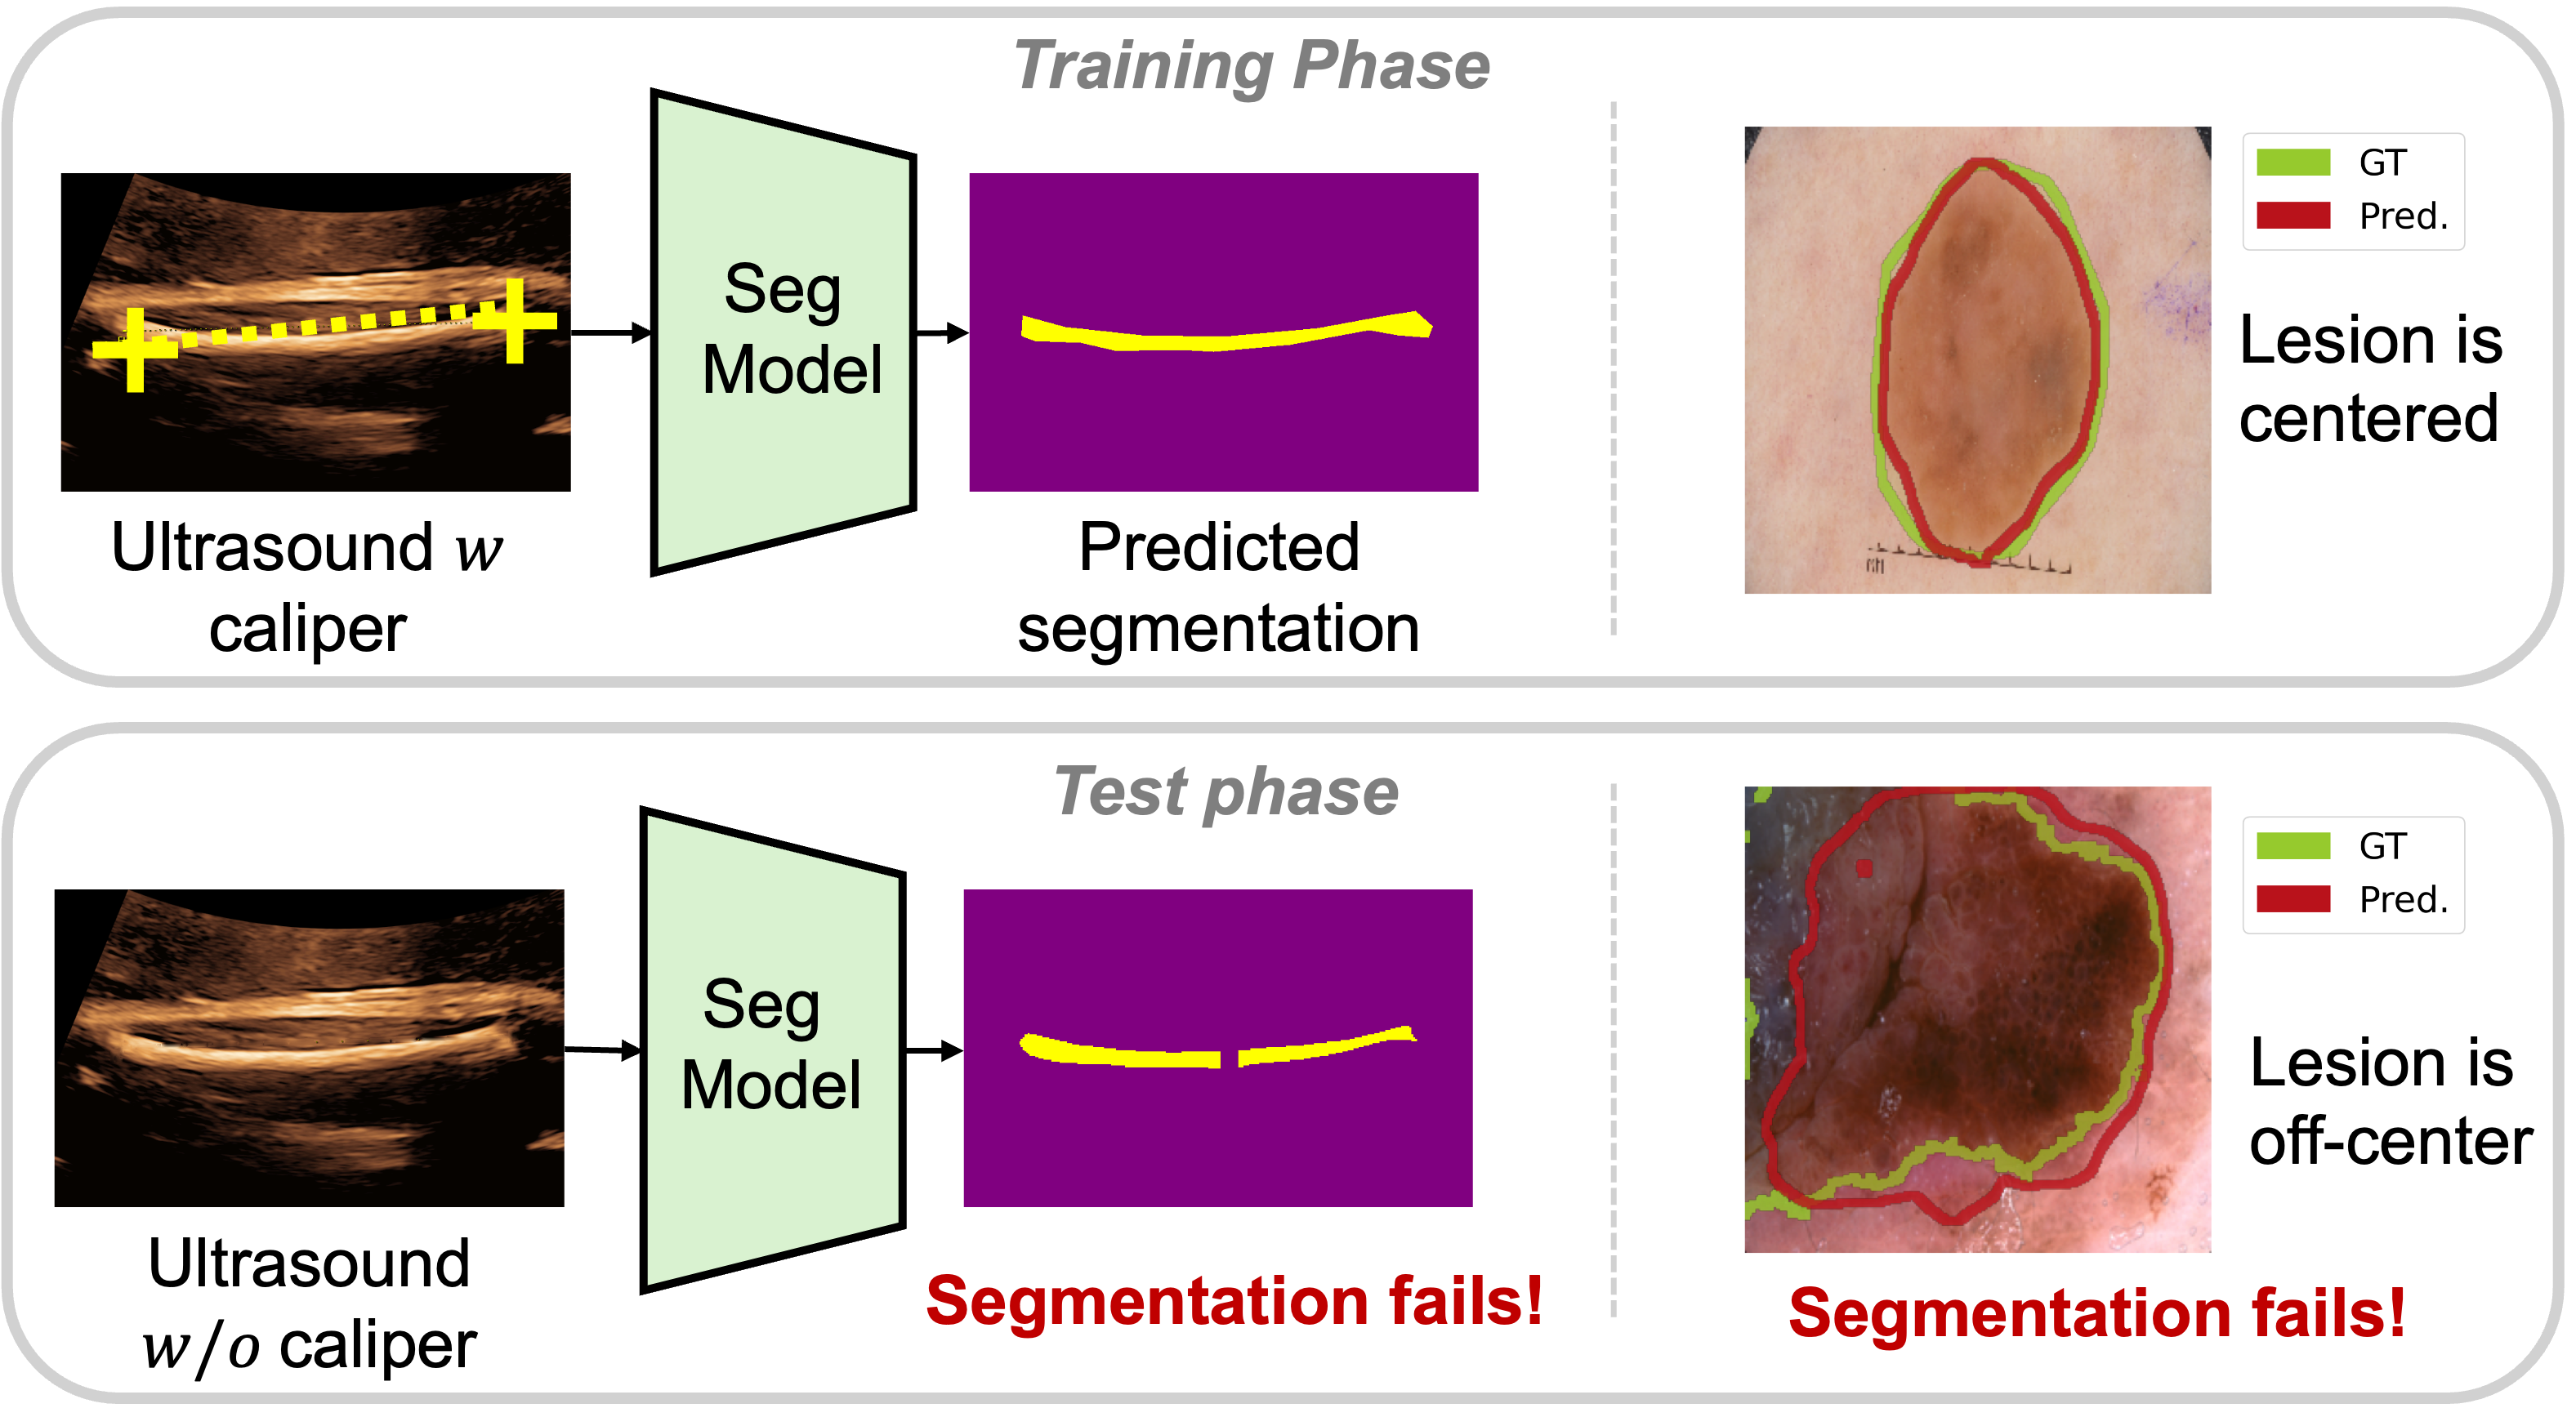 Training Phase
Seg
Model
Ultrasound w
caliper
Predicted
segmentation
GT
Pred.
Lesion is
centered
Test phase
Seg
Model
Ultrasound
w/o caliper
Segmentation fails!
GT
Pred.
Lesion is
off-center
Segmentation fails!